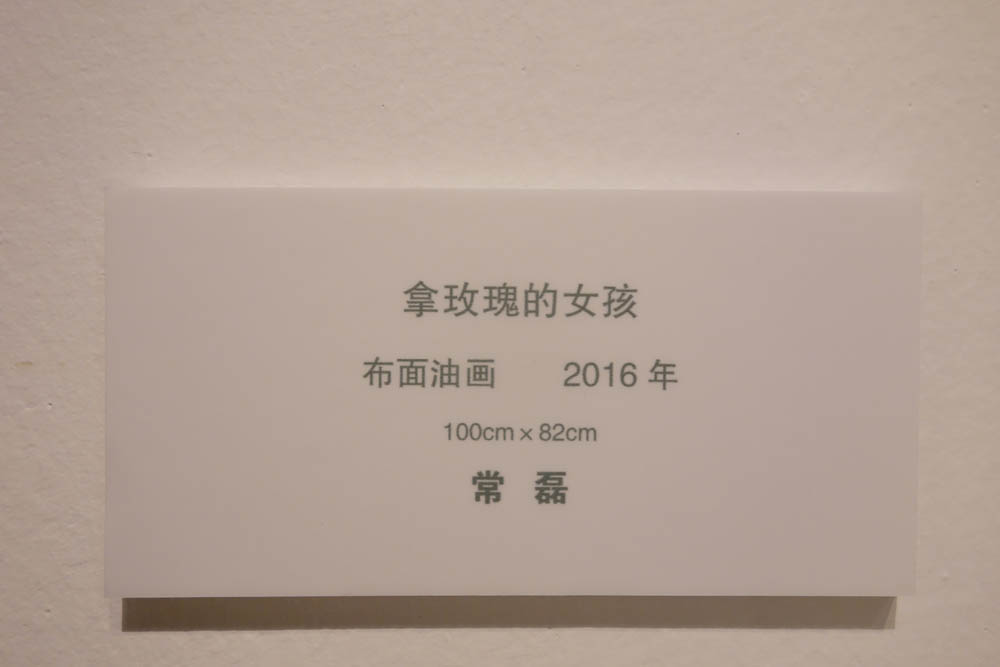 拿玫瑰的女孩
布面油画 2016 年
100cm × 82cm
常 磊